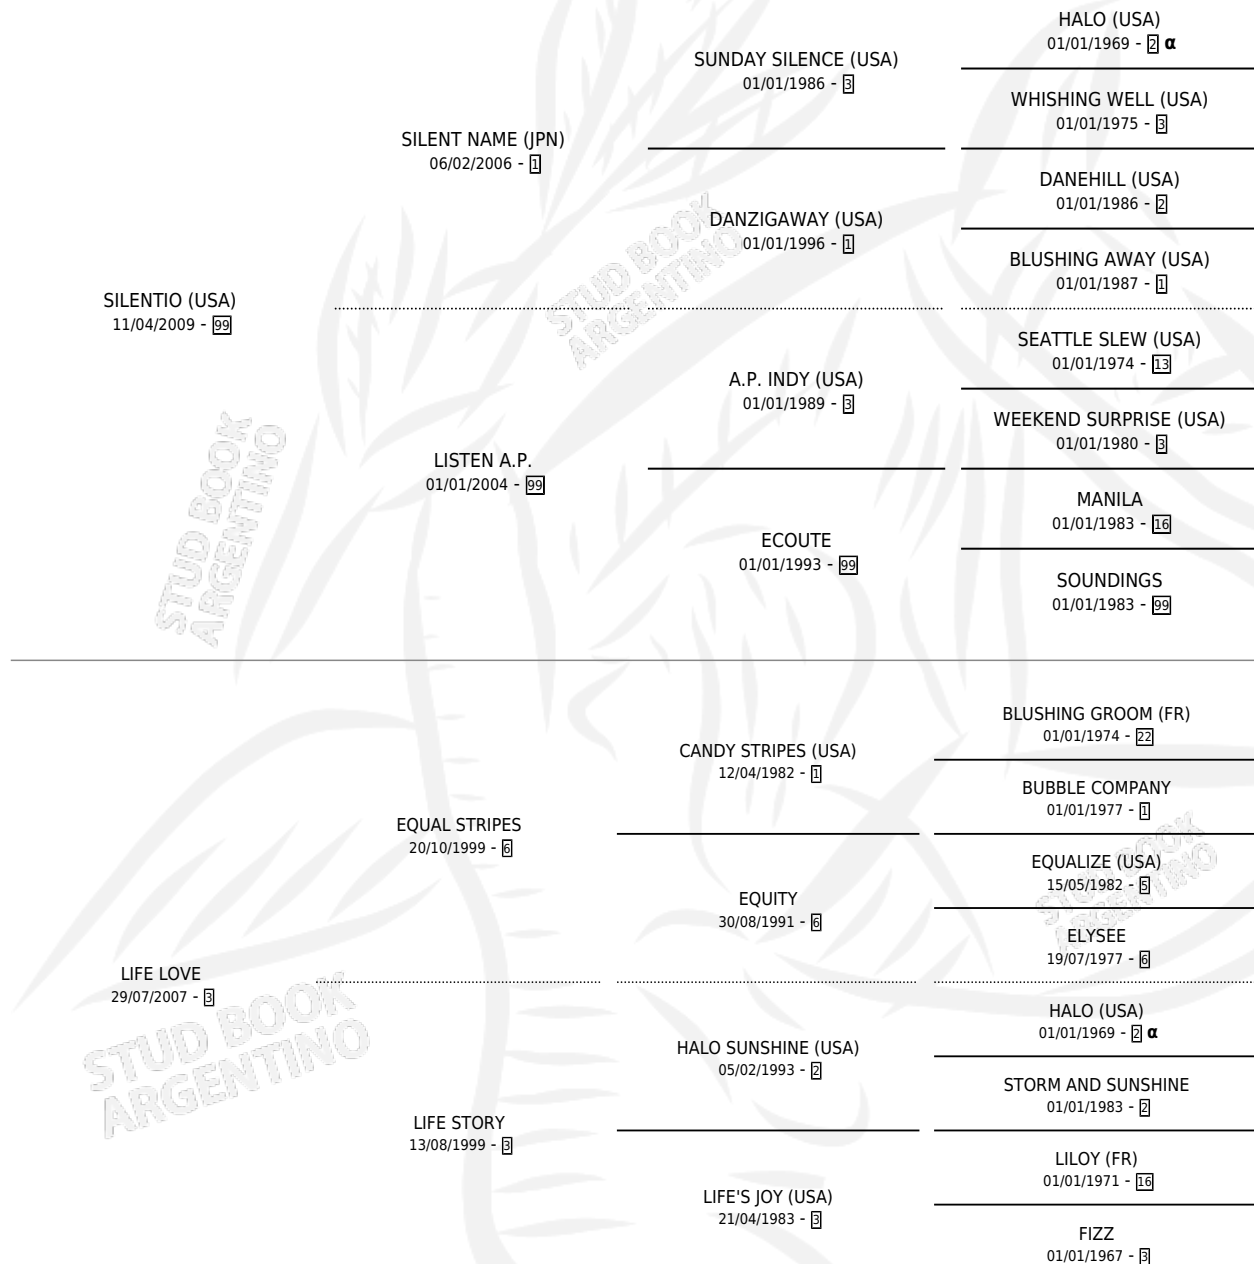 HALO (USA)
01/01/1969 - 2 α
SUNDAY SILENCE (USA)
01/01/1986 - 3
WHISHING WELL (USA)
01/01/1975 - 3
SILENT NAME (JPN)
06/02/2006 - 1
DANEHILL (USA)
01/01/1986 - 2
DANZIGAWAY (USA)
01/01/1996 - 1
BLUSHING AWAY (USA)
01/01/1987 - 1
SILENTIO (USA)
11/04/2009 - 99
SEATTLE SLEW (USA)
01/01/1974 - 13
A.P. INDY (USA)
01/01/1989 - 3
WEEKEND SURPRISE (USA)
01/01/1980 - 3
LISTEN A.P.
01/01/2004 - 99
MANILA
01/01/1983 - 16
ECOUTE
01/01/1993 - 99
SOUNDINGS
01/01/1983 - 99
BLUSHING GROOM (FR)
01/01/1974 - 22
CANDY STRIPES (USA)
12/04/1982 - 1
BUBBLE COMPANY
01/01/1977 - 1
EQUAL STRIPES
20/10/1999 - 6
EQUALIZE (USA)
15/05/1982 - 5
EQUITY
30/08/1991 - 6
ELYSEE
19/07/1977 - 6
LIFE LOVE
29/07/2007 - 3
HALO (USA)
01/01/1969 - 2 α
HALO SUNSHINE (USA)
05/02/1993 - 2
STORM AND SUNSHINE
01/01/1983 - 2
LIFE STORY
13/08/1999 - 3
LILOY (FR)
01/01/1971 - 16
LIFE'S JOY (USA)
21/04/1983 - 3
FIZZ
01/01/1967 - 3
STUD BOOK
ARGENTINO
STUD BOOK
ARGENTINO
STUD BOOK
ARGENTINO
STUD BOOK
ARGENTINO